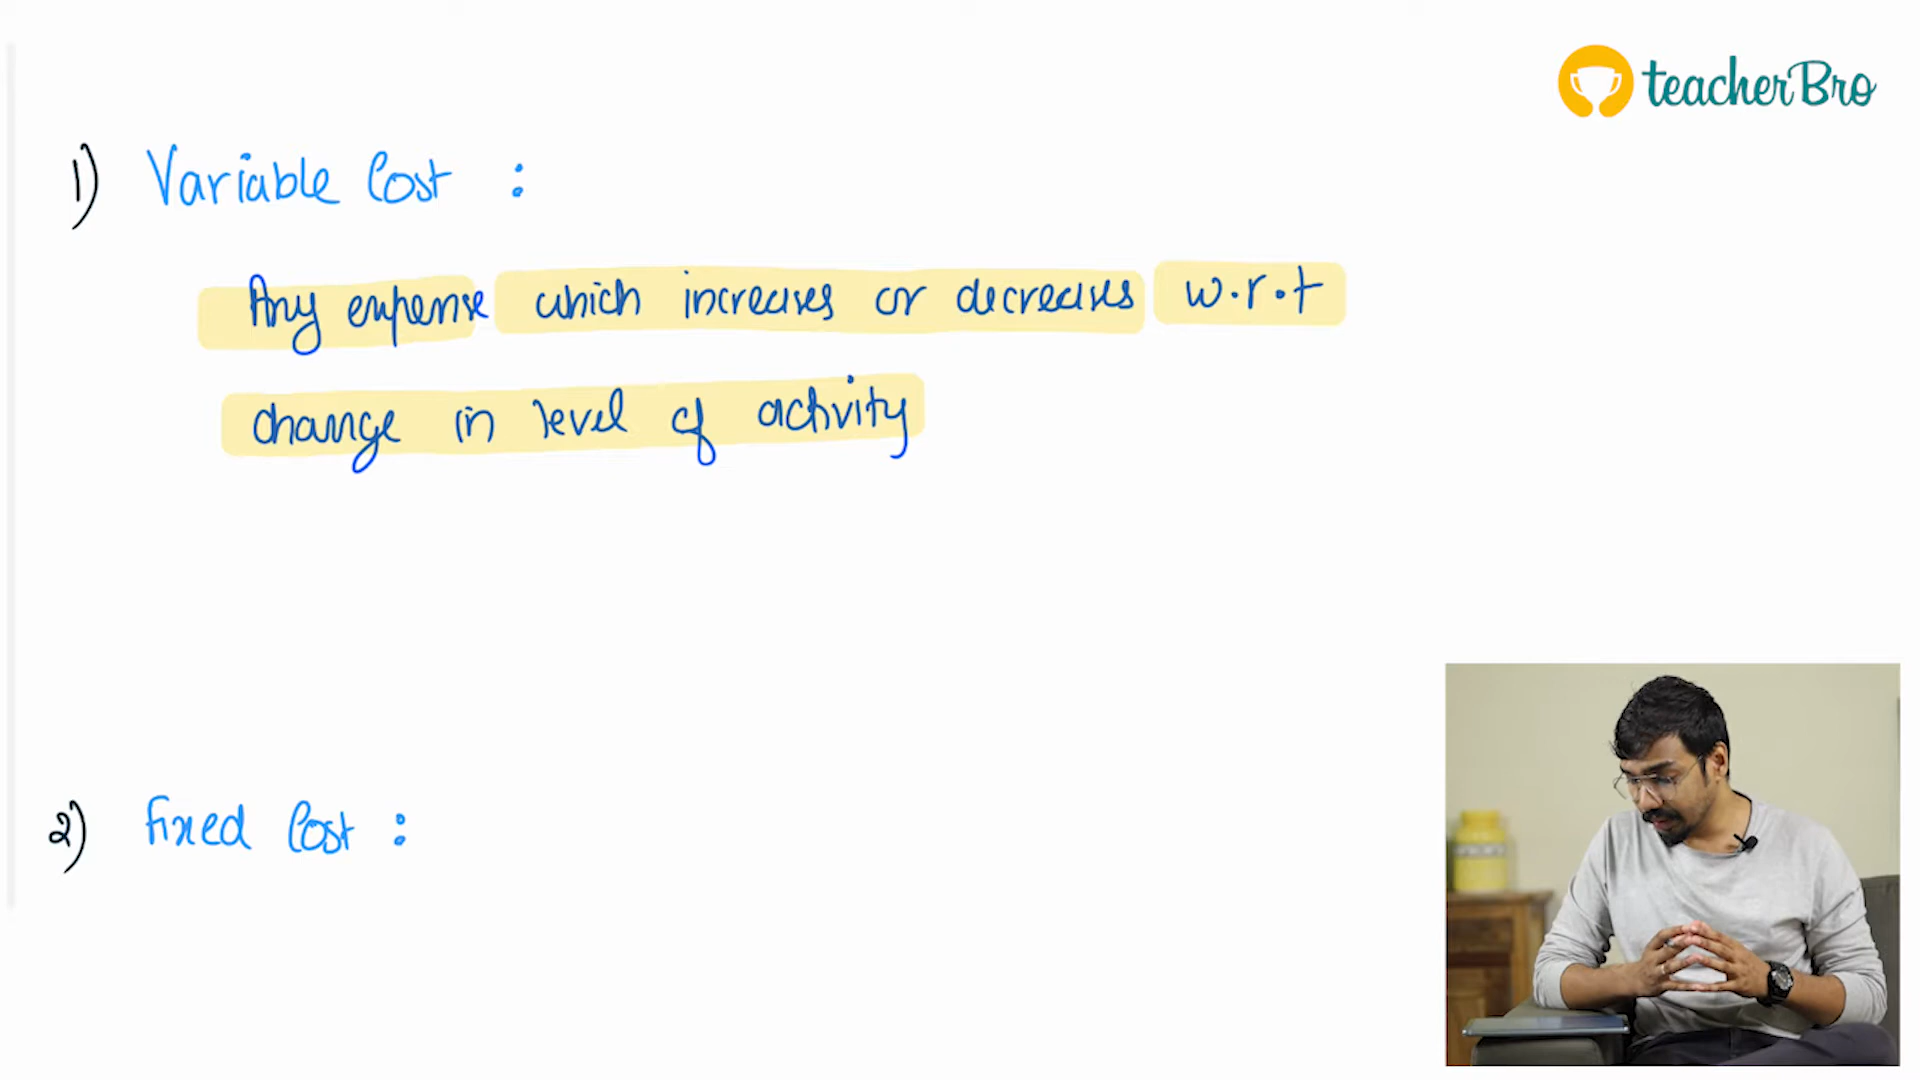 teacherBro
1) Variable Cost :
Any expense which increases or decreases w.r.t
change in level of activity
2) Fixed Cost :